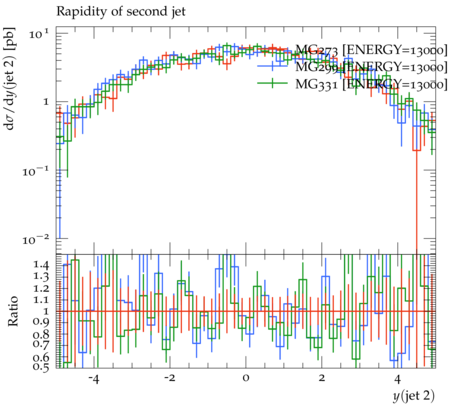 Rapidity of second jet
dσ/dy(jet 2) [pb]
10^1
1
10^−1
10^−2
MG273 [ENERGY=13000]
MG299 [ENERGY=13000]
MG331 [ENERGY=13000]
Ratio
1.4
1.3
1.2
1.1
1
0.9
0.8
0.7
0.6
0.5
-4 -2 0 2 4
y(jet 2)